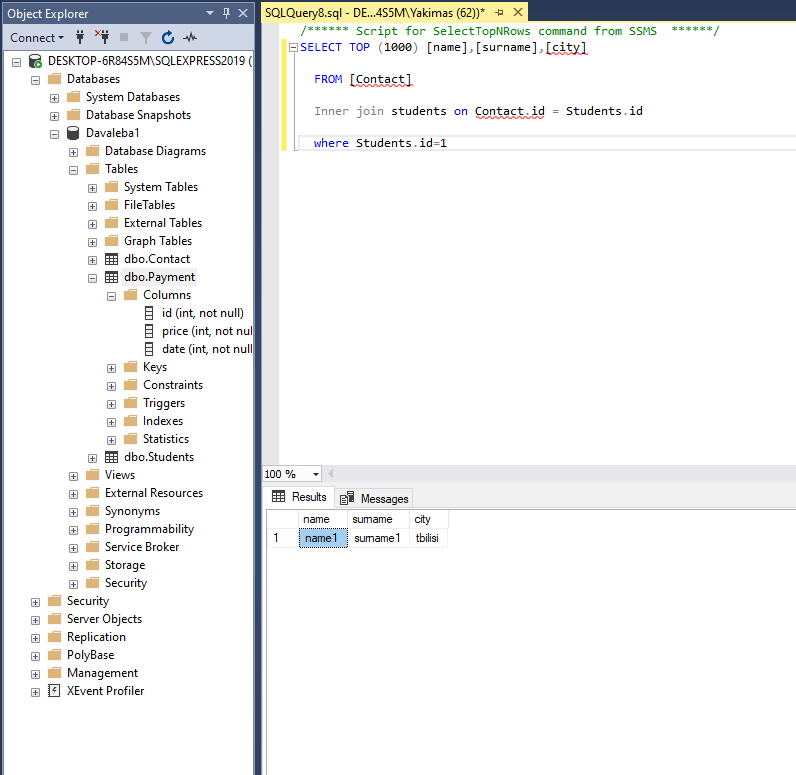 Object Explorer
Connect
DESKTOP-6R84S5M\SQLEXPRESS2019 (
Databases
System Databases
Database Snapshots
Davaleba1
Database Diagrams
Tables
System Tables
FileTables
External Tables
Graph Tables
dbo.Contact
dbo.Payment
Columns
id (int, not null)
price (int, not nul
date (int, not null
Keys
Constraints
Triggers
Indexes
Statistics
dbo.Students
Views
External Resources
Synonyms
Programmability
Service Broker
Storage
Security
Security
Server Objects
Replication
PolyBase
Management
XEvent Profiler
SQLQuery8.sql - DE...4S5M\Yakimas (62))*
/****** Script for SelectTopNRows command from SSMS  ******/
SELECT TOP (1000) [name],[surname],[city]
FROM [Contact]
Inner join students on Contact.id = Students.id
where Students.id=1
100 %
Results
Messages
name surname city
1 name1 surname1 tbilisi